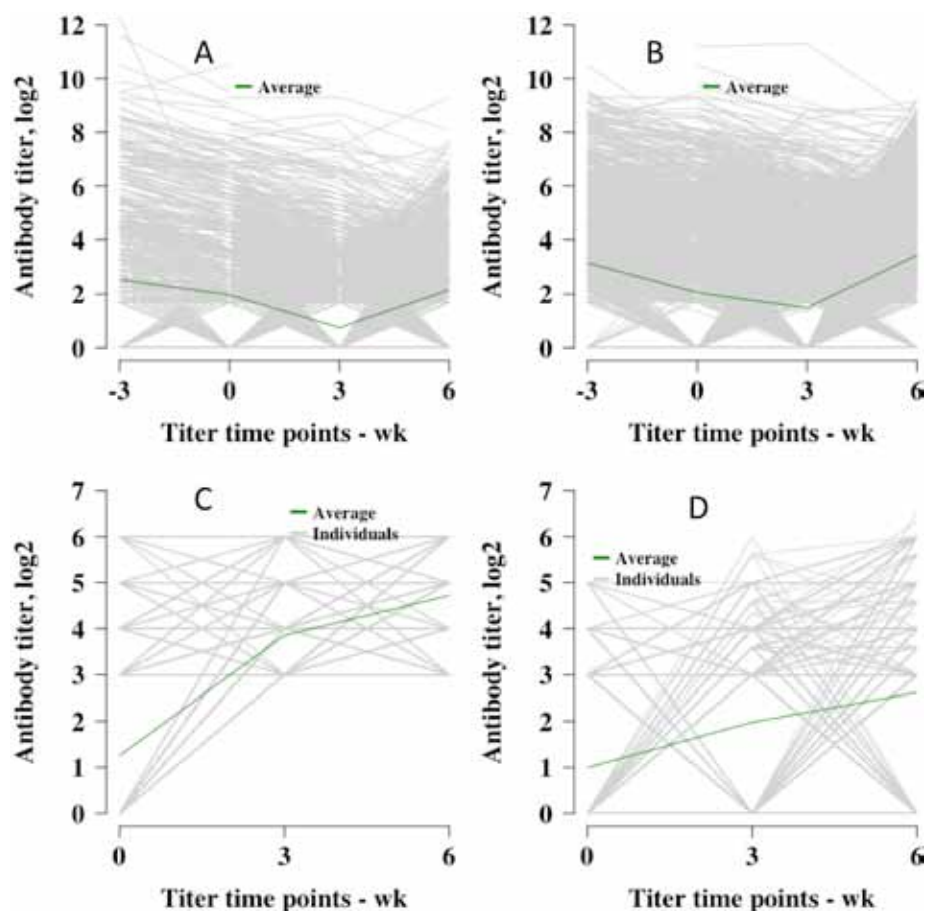 A
B
Antibody titer, log2
12
10
8
6
4
2
0
Average
-3
0
3
6
Titer time points - wk
Antibody titer, log2
12
10
8
6
4
2
0
Average
-3
0
3
6
Titer time points - wk
C
D
Antibody titer, log2
7
6
5
4
3
2
1
0
Average
Individuals
0
3
6
Titer time points - wk
Antibody titer, log2
7
6
5
4
3
2
1
0
Average
Individuals
0
3
6
Titer time points - wk